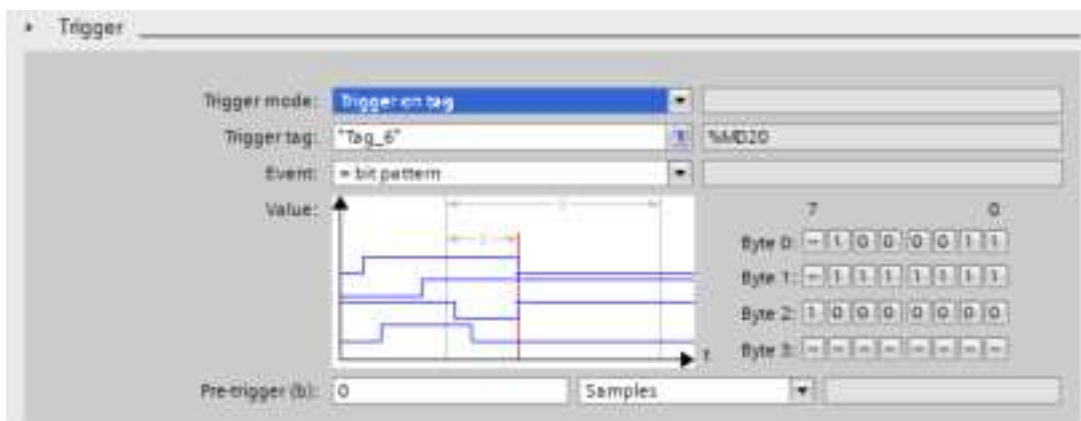 Trigger
Trigger mode: Trigger on tag
Trigger tag: "Tag_6" %MD20
Event: = bit pattern
Value:
7 0
Byte 0: - 1 0 0 0 0 1 1
Byte 1: - 1 1 1 1 1 1 1
Byte 2: 1 0 0 0 0 0 0 0
Byte 3: - - - - - - - -
Pre-trigger (b): 0 Samples